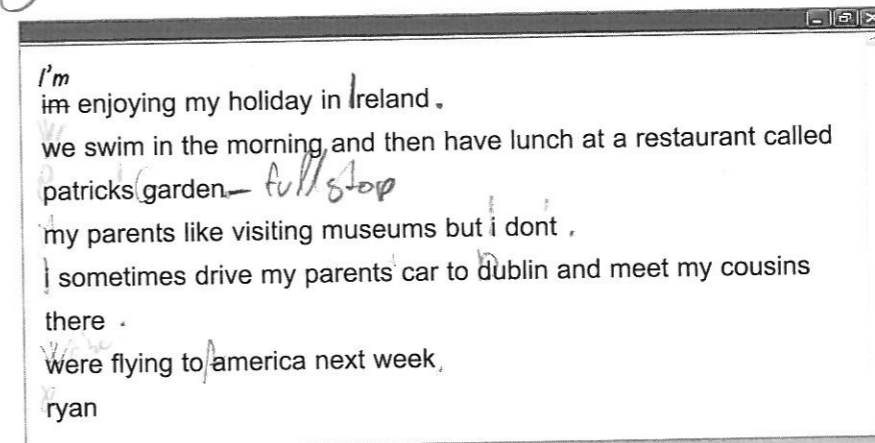 I'm
im enjoying my holiday in Ireland.
we swim in the morning, and then have lunch at a restaurant called
patricks garden– full stop
my parents like visiting museums but i dont.
I sometimes drive my parents' car to dublin and meet my cousins
there.
Were flying to america next week,
ryan